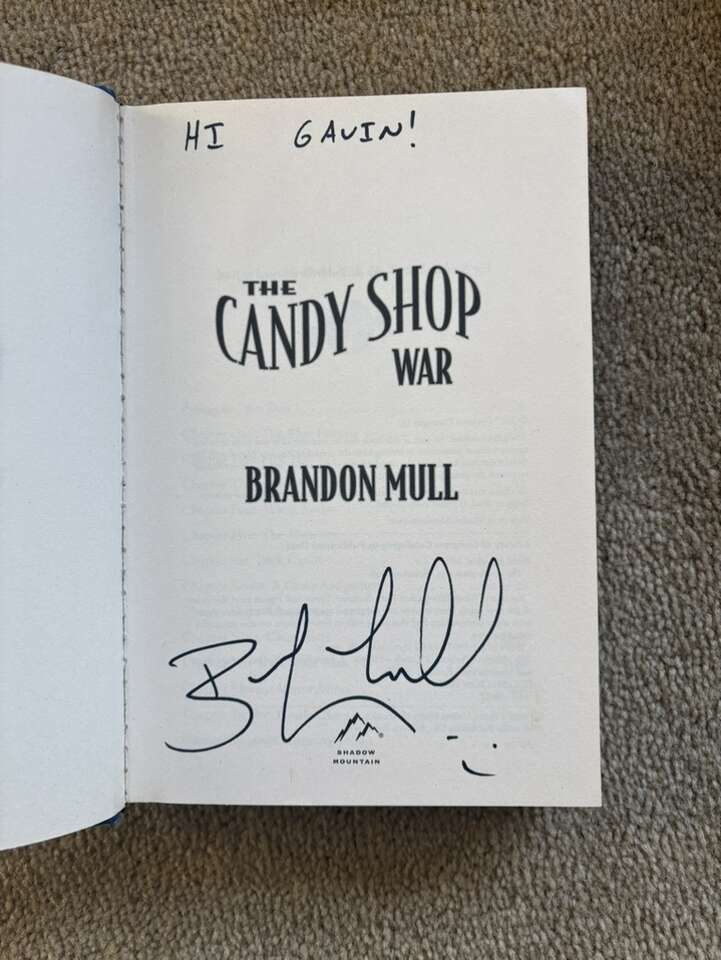 HI GAVIN!
THE
CANDY SHOP
WAR
BRANDON MULL
SHADOW
MOUNTAIN